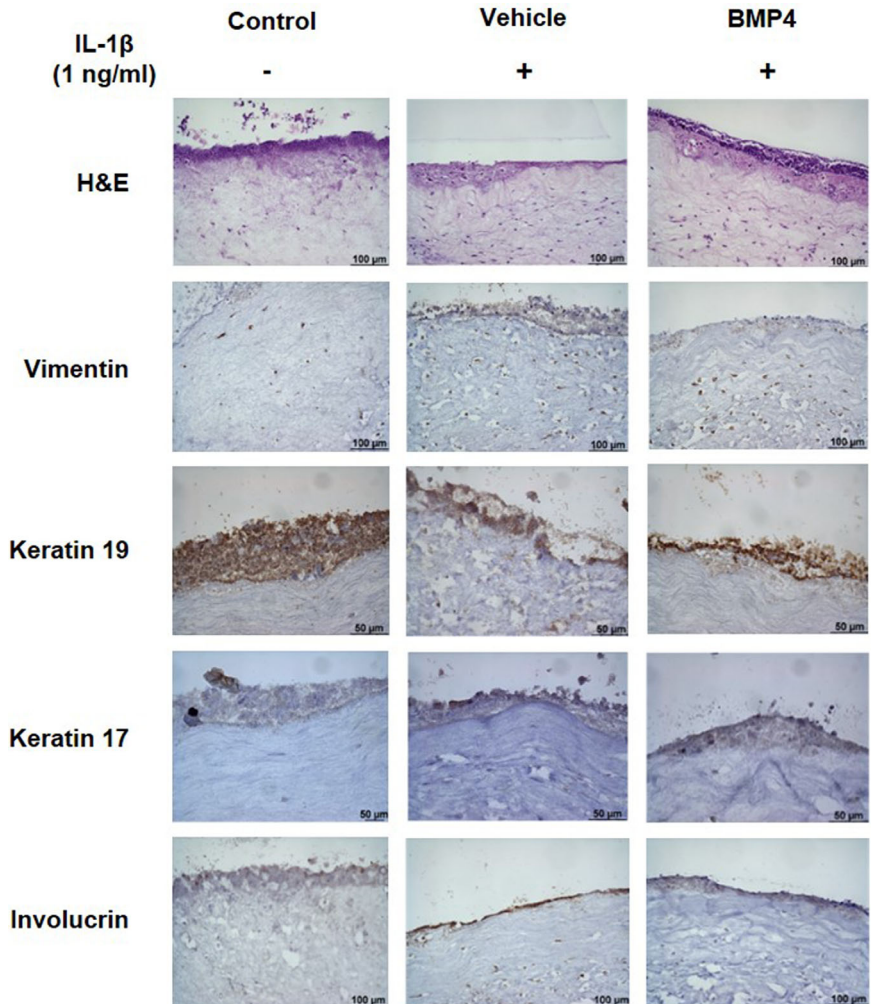 Control Vehicle BMP4
IL-1β
(1 ng/ml) - + +
H&E
100 µm 100 µm 100 µm
Vimentin
100 µm 100 µm 100 µm
Keratin 19
50 µm 50 µm 50 µm
Keratin 17
50 µm 50 µm 50 µm
Involucrin
100 µm 100 µm 100 µm